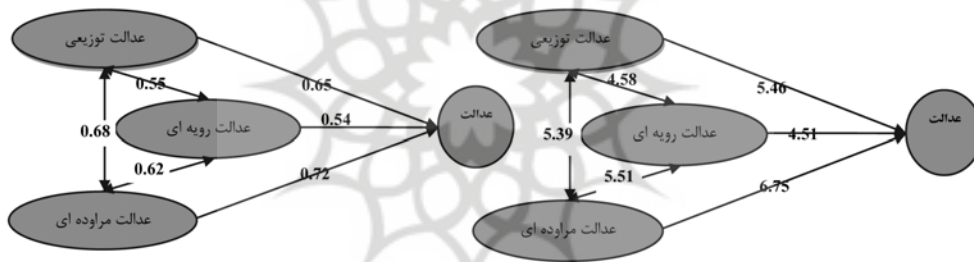 عدالت توزیعی
0.55
0.65
0.68
عدالت رویه ای
0.54
عدالت
0.62
0.72
عدالت مراوده ای
عدالت توزیعی
4.58
5.46
5.39
عدالت رویه ای
4.51
عدالت
5.51
6.75
عدالت مراوده ای